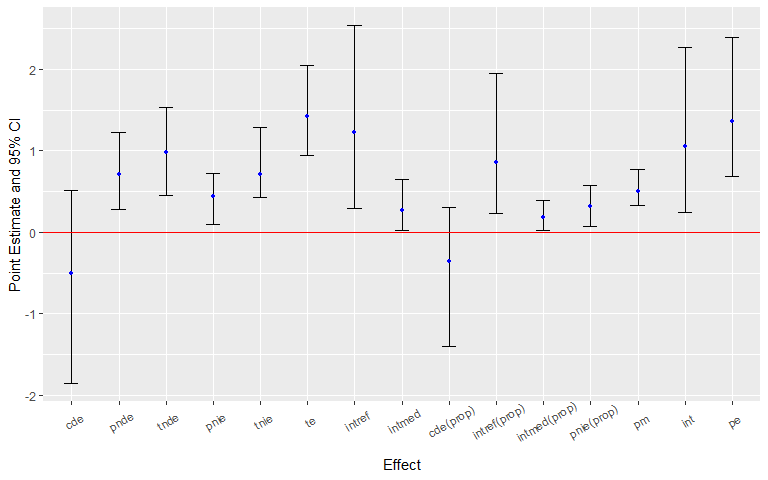 Point Estimate and 95% CI
2
1
0
-1
-2
cde
pnde
tnde
pnie
tnie
te
intref
intmed
cde(prop)
intref(prop)
intmed(prop)
pnie(prop)
pm
int
pe
Effect